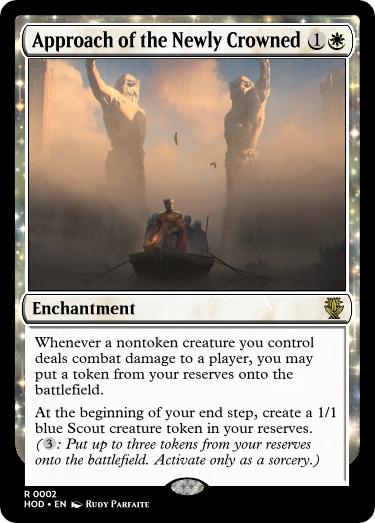 Approach of the Newly Crowned 1
Enchantment
Whenever a nontoken creature you control
deals combat damage to a player, you may
put a token from your reserves onto the
battlefield.
At the beginning of your end step, create a 1/1
blue Scout creature token in your reserves.
(3: Put up to three tokens from your reserves
onto the battlefield. Activate only as a sorcery.)
R 0002
HOD • EN Rudy Parfaite